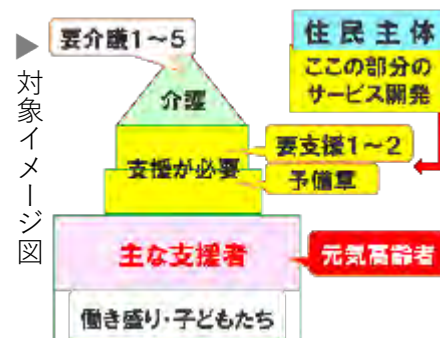 ▶対象イメージ図
要介護1～5
介護
住民主体
ここの部分の
サービス開発
要支援1～2
支援が必要
予備軍
主な支援者
元気高齢者
働き盛り・子どもたち